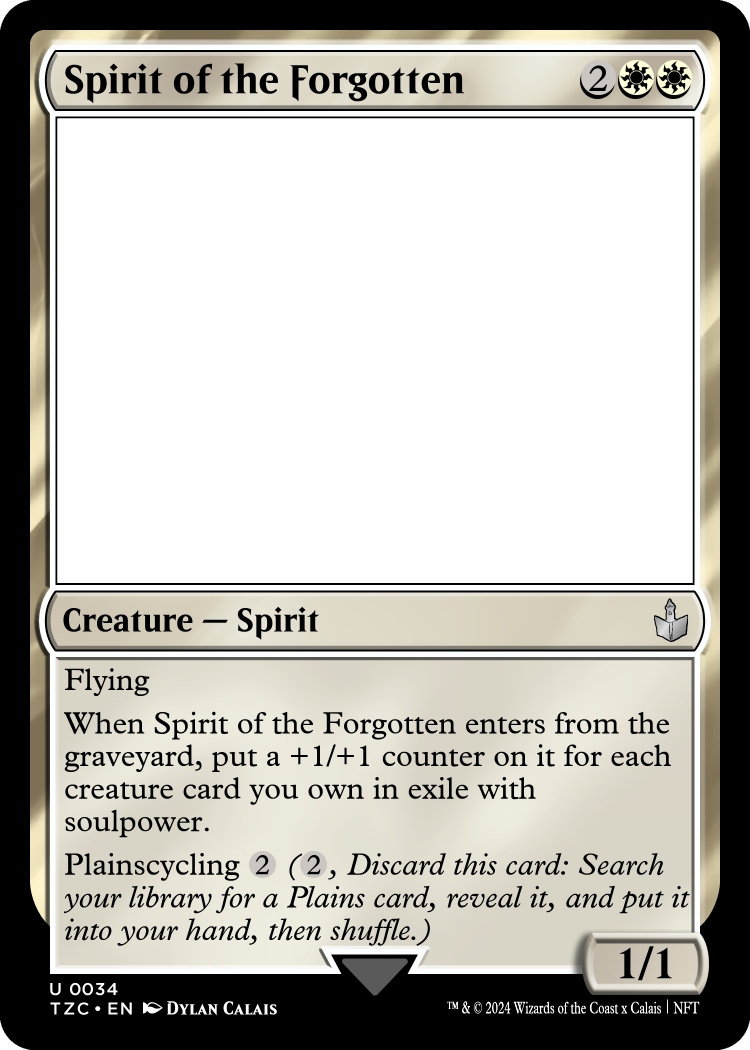 Spirit of the Forgotten 2
Creature — Spirit
Flying
When Spirit of the Forgotten enters from the
graveyard, put a +1/+1 counter on it for each
creature card you own in exile with
soulpower.
Plainscycling 2 (2, Discard this card: Search
your library for a Plains card, reveal it, and put it
into your hand, then shuffle.)
1/1
U 0034
TZC • EN DYLAN CALAIS
™ & © 2024 Wizards of the Coast x Calais | NFT